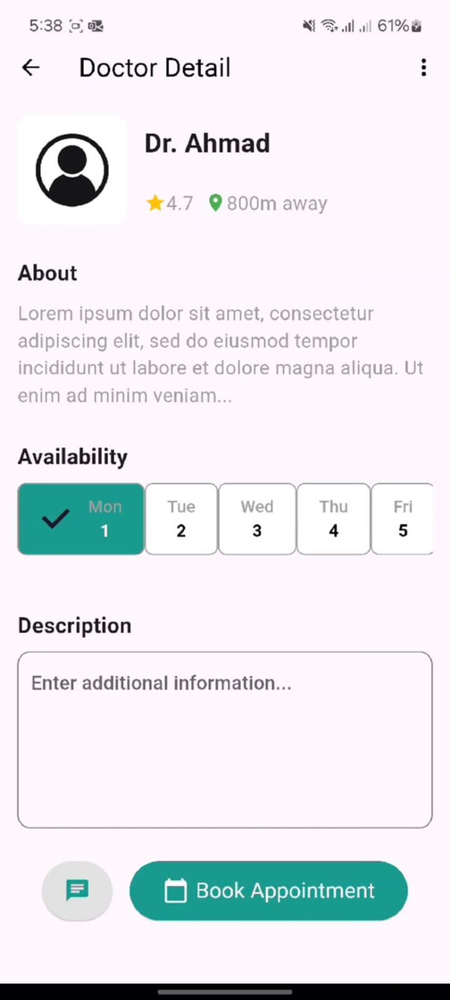 5:38 61%
Doctor Detail
Dr. Ahmad
4.7 800m away
About
Lorem ipsum dolor sit amet, consectetur
adipiscing elit, sed do eiusmod tempor
incididunt ut labore et dolore magna aliqua. Ut
enim ad minim veniam...
Availability
Mon Tue Wed Thu Fri
1 2 3 4 5
Description
Enter additional information...
Book Appointment